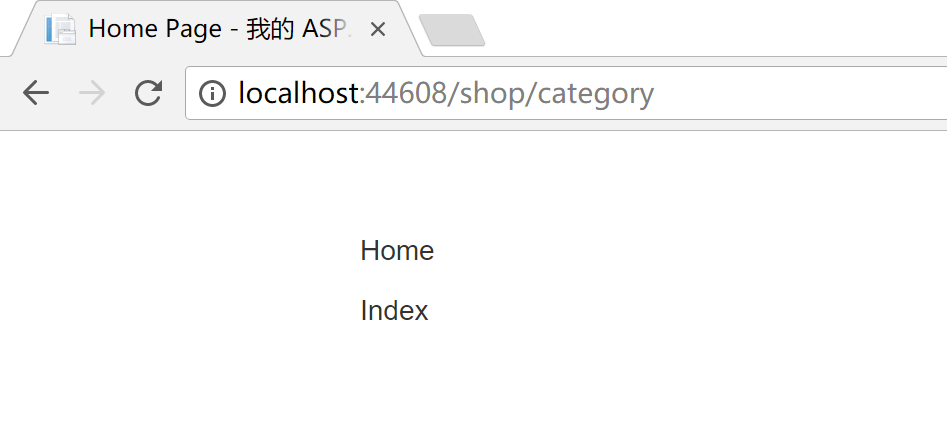 Home Page - 我的 ASP.
localhost:44608/shop/category
Home
Index